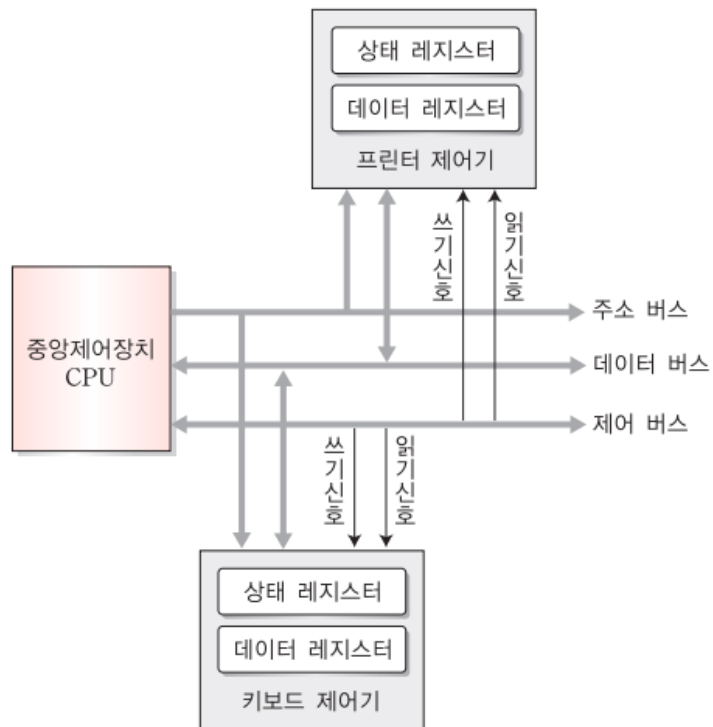 상태 레지스터
데이터 레지스터
프린터 제어기
쓰기신호
읽기신호
중앙제어장치
CPU
주소 버스
데이터 버스
제어 버스
쓰기신호
읽기신호
상태 레지스터
데이터 레지스터
키보드 제어기